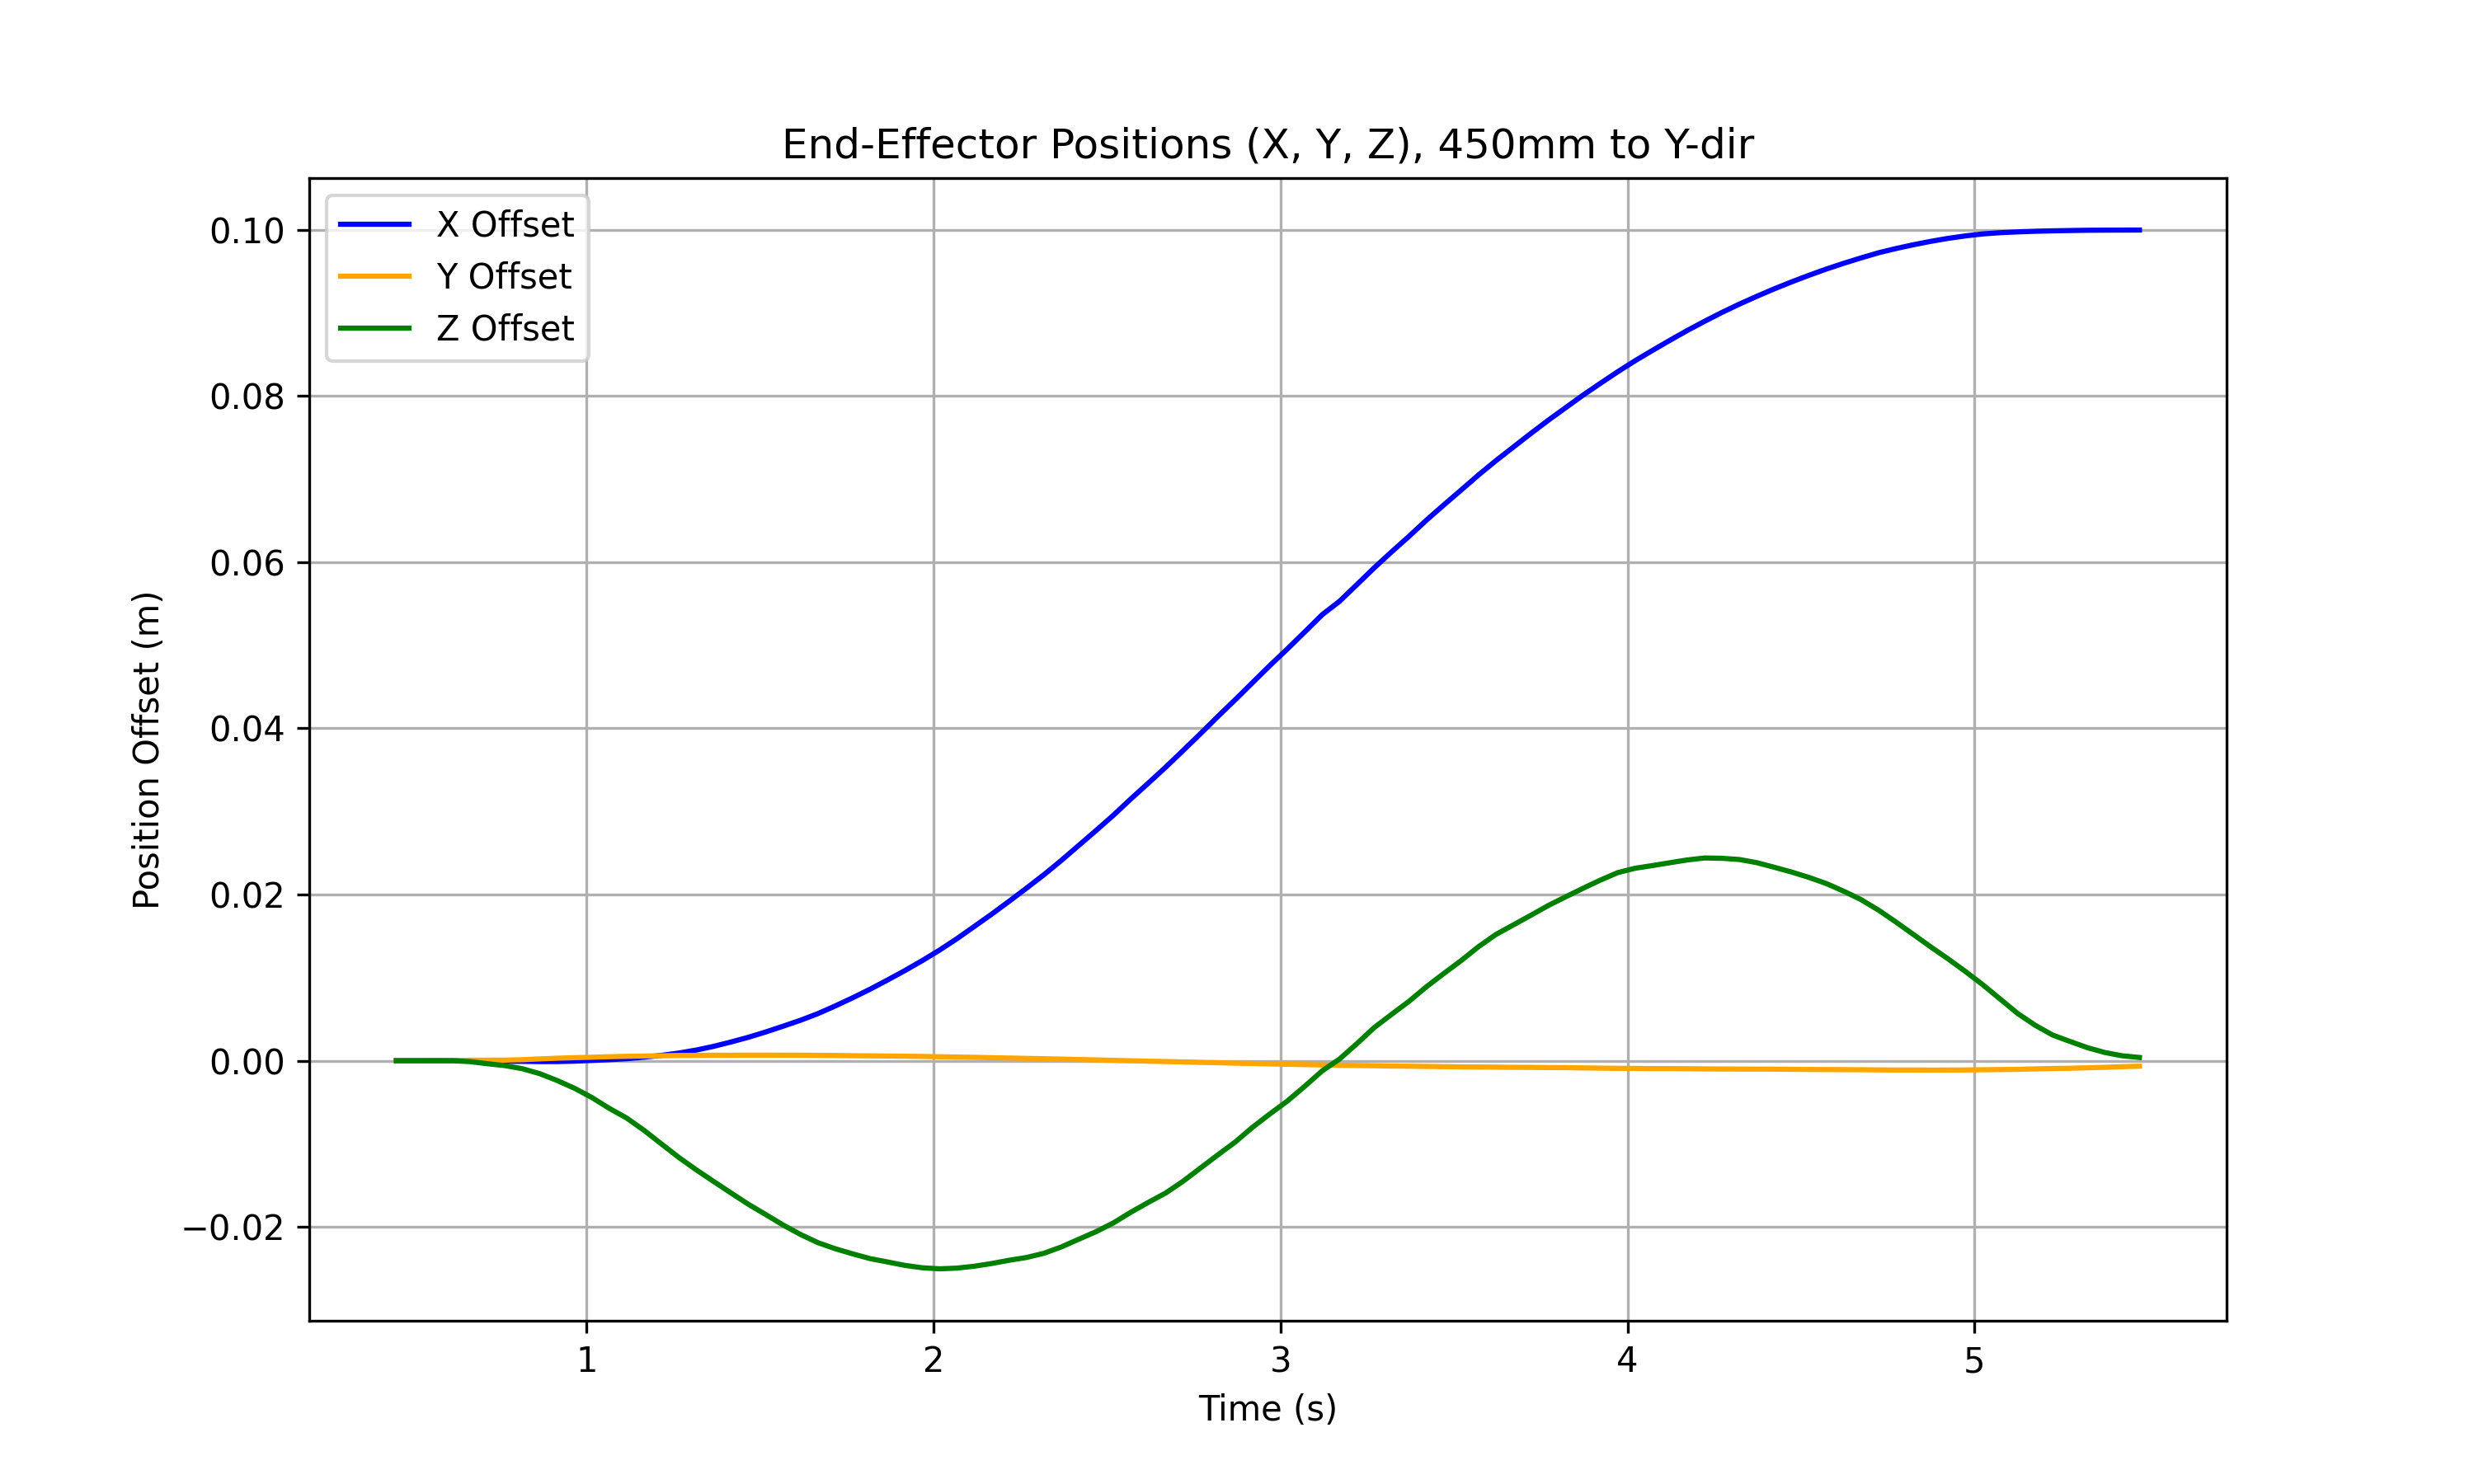 End-Effector Positions (X, Y, Z), 450mm to Y-dir
X Offset
Y Offset
Z Offset
0.10
0.08
0.06
0.04
0.02
0.00
−0.02
Position Offset (m)
1 2 3 4 5
Time (s)